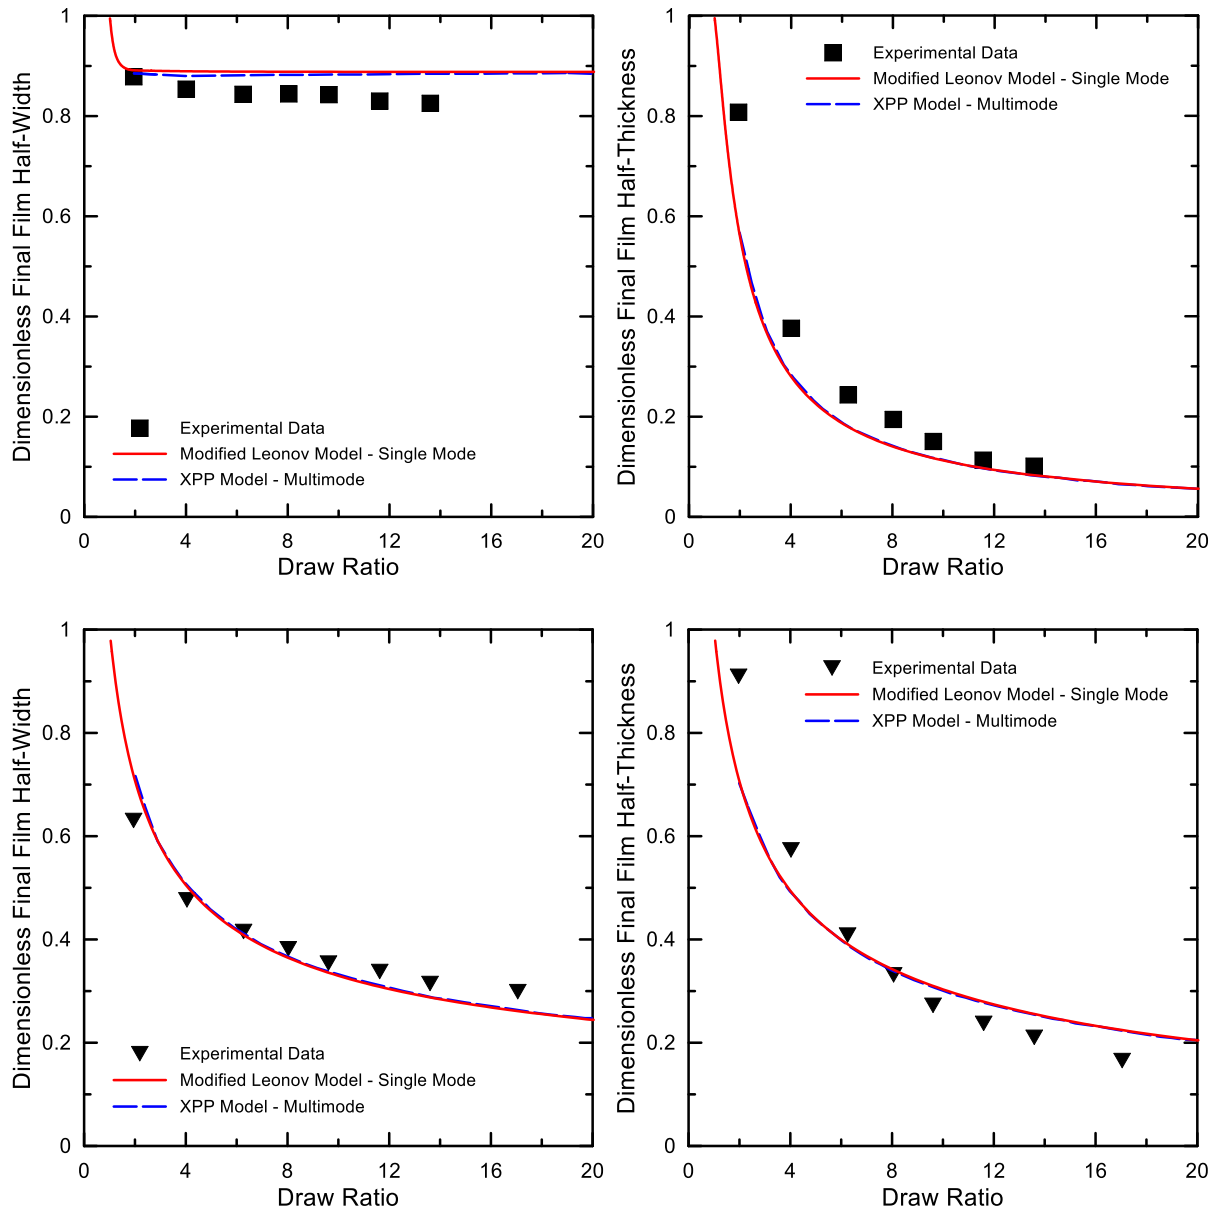 Dimensionless Final Film Half-Width
1
0.8
0.6
0.4
0.2
0
Experimental Data
Modified Leonov Model - Single Mode
XPP Model - Multimode
0 4 8 12 16 20
Draw Ratio
Dimensionless Final Film Half-Thickness
1
0.8
0.6
0.4
0.2
0
Experimental Data
Modified Leonov Model - Single Mode
XPP Model - Multimode
0 4 8 12 16 20
Draw Ratio
Dimensionless Final Film Half-Width
1
0.8
0.6
0.4
0.2
0
Experimental Data
Modified Leonov Model - Single Mode
XPP Model - Multimode
0 4 8 12 16 20
Draw Ratio
Dimensionless Final Film Half-Thickness
1
0.8
0.6
0.4
0.2
0
Experimental Data
Modified Leonov Model - Single Mode
XPP Model - Multimode
0 4 8 12 16 20
Draw Ratio